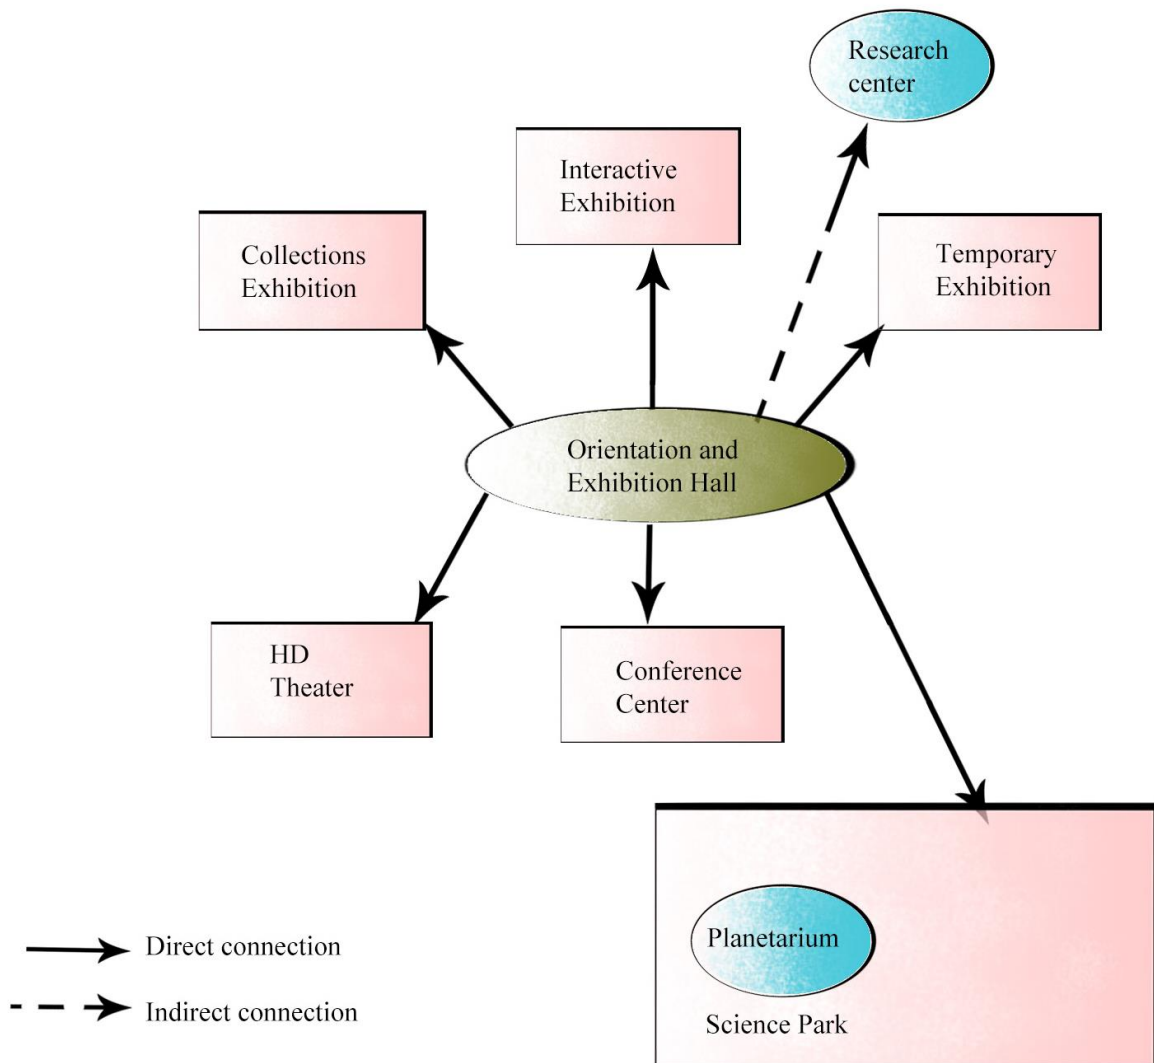 Research
center
Interactive
Exhibition
Collections
Exhibition
Temporary
Exhibition
Orientation and
Exhibition Hall
HD
Theater
Conference
Center
Planetarium
Science Park
Direct connection
Indirect connection